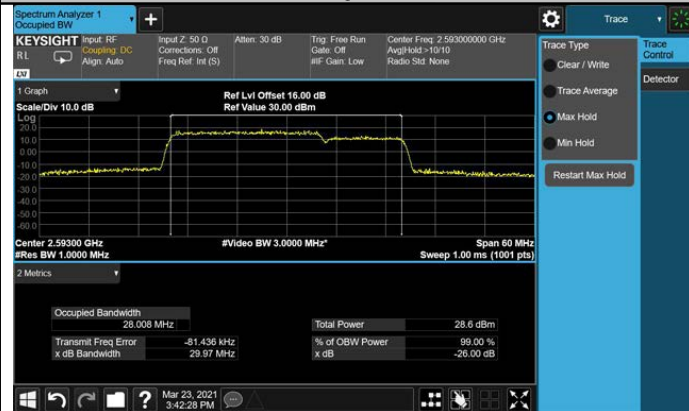 Spectrum Analyzer 1
Occupied BW
+
Trace
KEYSIGHT Input: RF Input Z: 50 Ω Atten: 30 dB Trig: Free Run Center Freq: 2.593000000 GHz
RL Coupling: DC Corrections: Off Gate: Off Avg|Hold:>10/10
Align: Auto Freq Ref: Int (S) #IF Gain: Low Radio Std: None
LXI
Trace Type
Clear / Write
Trace Average
Max Hold
Min Hold
Restart Max Hold
Trace
Control
Detector
1 Graph
Ref Lvl Offset 16.00 dB
Scale/Div 10.0 dB Ref Value 30.00 dBm
Log
20.0
10.0
0.00
-10.0
-20.0
-30.0
-40.0
-50.0
-60.0
Center 2.59300 GHz #Video BW 3.0000 MHz* Span 60 MHz
#Res BW 1.0000 MHz Sweep 1.00 ms (1001 pts)
2 Metrics
Occupied Bandwidth
28.008 MHz Total Power 28.6 dBm
Transmit Freq Error -81.436 kHz % of OBW Power 99.00 %
x dB Bandwidth 29.97 MHz x dB -26.00 dB
? Mar 23, 2021
3:42:28 PM